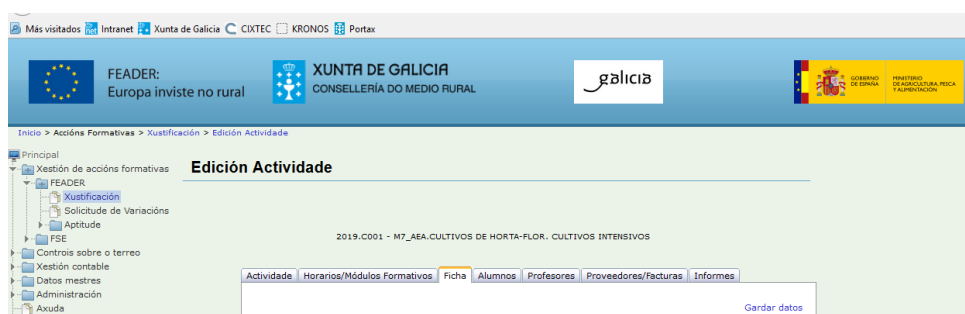 Más visitados Intranet Xunta de Galicia CIXTEC KRONOS Portax
FEADER:
Europa inviste no rural
XUNTA DE GALICIA
CONSELLERÍA DO MEDIO RURAL
galicia
GOBIERNO
DE ESPAÑA
MINISTERIO
DE AGRICULTURA, PESCA
Y ALIMENTACIÓN
Inicio > Accións Formativas > Xustificación > Edición Actividade
Principal
Xestión de accións formativas
FEADER
Xustificación
Solicitude de Variacións
Aptitude
FSE
Controis sobre o terreo
Xestión contable
Datos mestres
Administración
Axuda
Edición Actividade
2019.C001 - M7_AEA.CULTIVOS DE HORTA-FLOR. CULTIVOS INTENSIVOS
Actividade Horarios/Módulos Formativos Ficha Alumnos Profesores Proveedores/Facturas Informes
Gardar datos